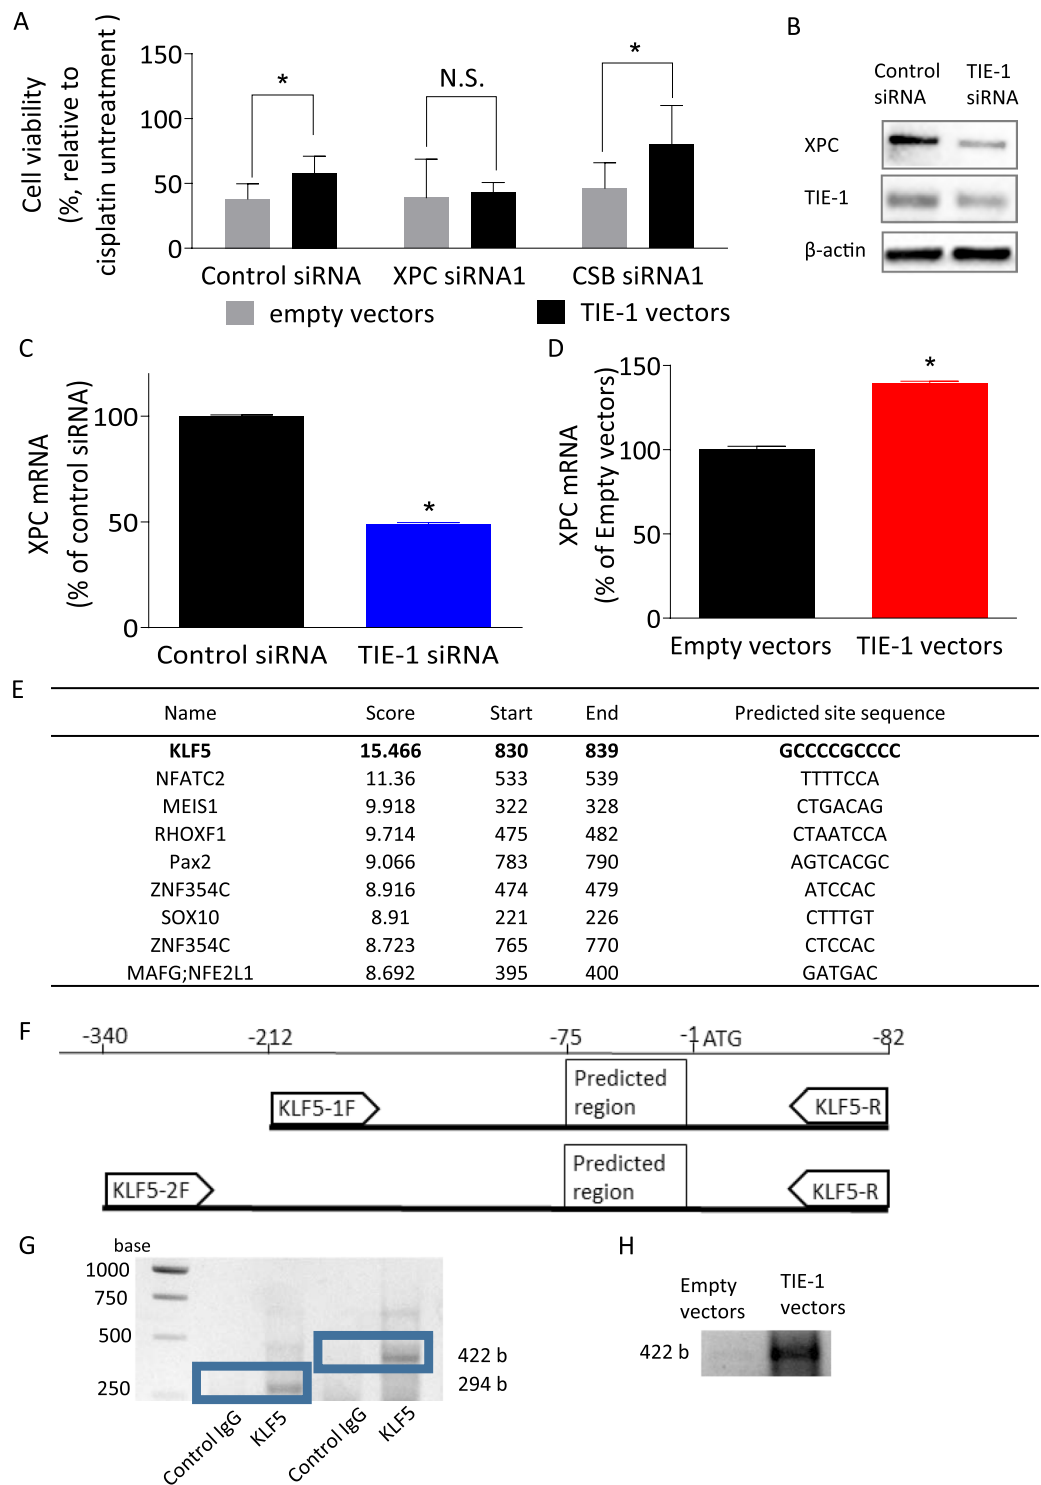 A
Cell viability
(%, relative to
cisplatin untreatment )
150
100
50
0
*
N.S.
*
Control siRNA XPC siRNA1 CSB siRNA1
empty vectors TIE-1 vectors
B
Control siRNA
TIE-1 siRNA
XPC
TIE-1
β-actin
C
XPC mRNA
(% of control siRNA)
100
50
0
*
Control siRNA TIE-1 siRNA
D
XPC mRNA
(% of Empty vectors)
150
100
50
0
*
Empty vectors TIE-1 vectors
E
Name Score Start End Predicted site sequence
KLF5 15.466 830 839 GCCCCGCCCC
NFATC2 11.36 533 539 TTTTCCA
MEIS1 9.918 322 328 CTGACAG
RHOXF1 9.714 475 482 CTAATCCA
Pax2 9.066 783 790 AGTCACGC
ZNF354C 8.916 474 479 ATCCAC
SOX10 8.91 221 226 CTTTGT
ZNF354C 8.723 765 770 CTCCAC
MAFG;NFE2L1 8.692 395 400 GATGAC
F
-340 -212 -75 -1 ATG -82
KLF5-1F Predicted region KLF5-R
KLF5-2F Predicted region KLF5-R
G
base
1000
750
500
250
422 b
294 b
Control IgG KLF5 Control IgG KLF5
H
Empty vectors
TIE-1 vectors
422 b